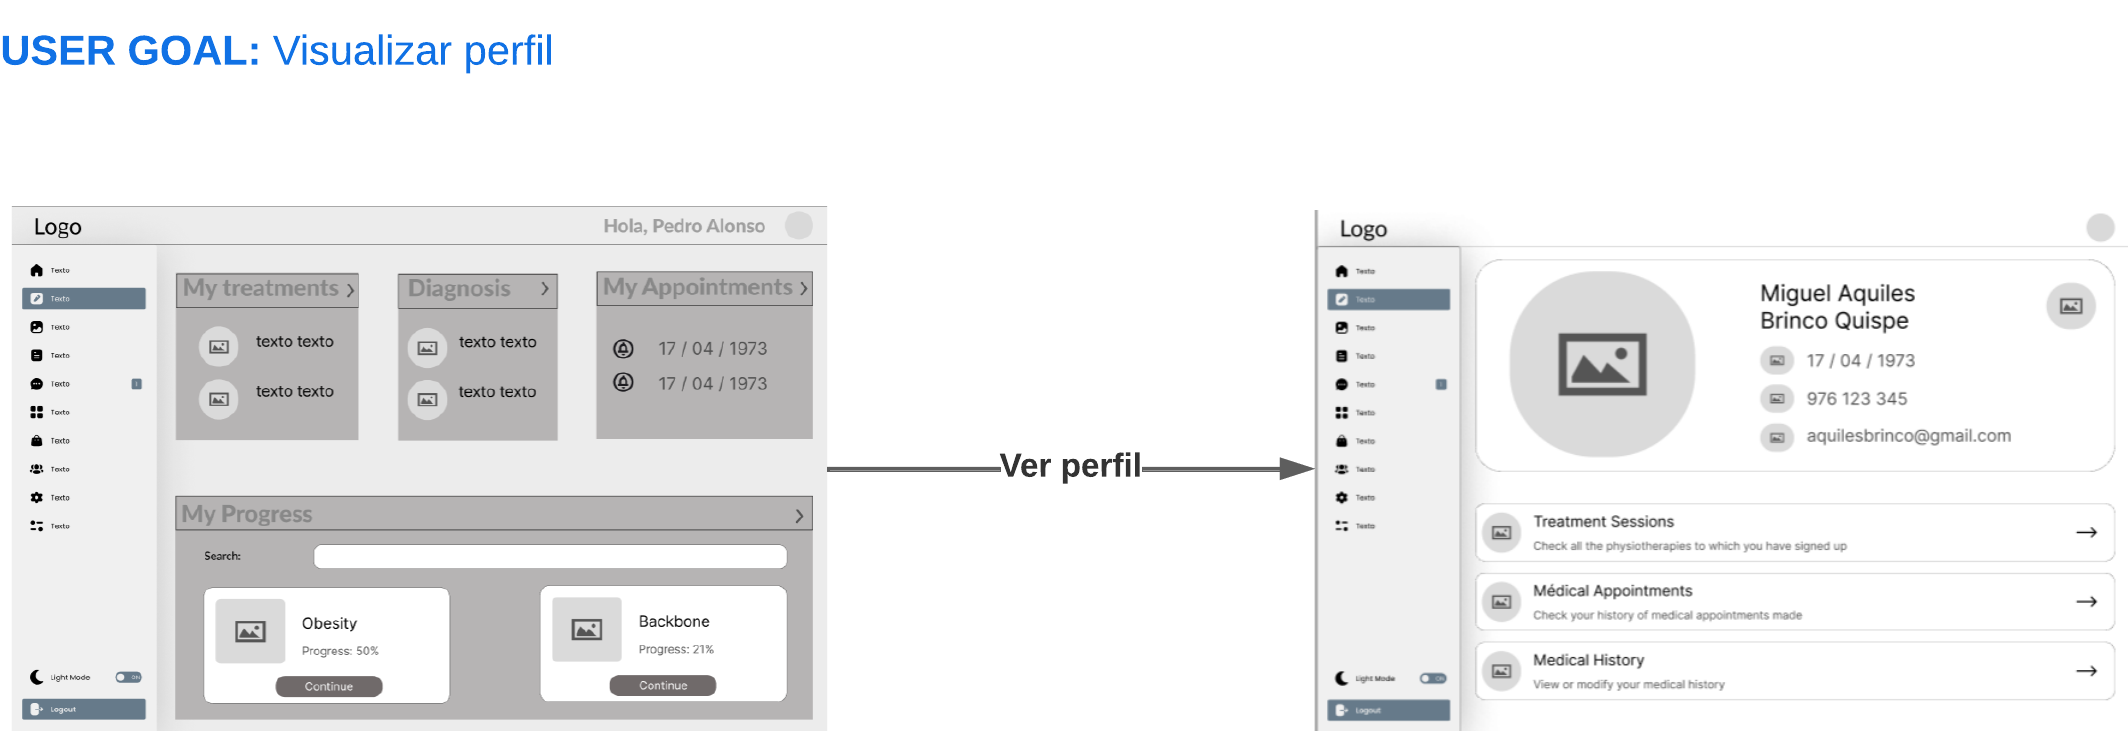 USER GOAL: Visualizar perfil
Logo
Hola, Pedro Alonso
Texto
Texto
Texto
Texto
Texto
Texto
Texto
Texto
Texto
Texto
Light Mode
ON
Logout
My treatments
texto texto
texto texto
Diagnosis
texto texto
texto texto
My Appointments
17 / 04 / 1973
17 / 04 / 1973
My Progress
Search:
Obesity
Progress: 50%
Continue
Backbone
Progress: 21%
Continue
Ver perfil
Logo
Texto
Texto
Texto
Texto
Texto
Texto
Texto
Texto
Texto
Texto
Light Mode
ON
Logout
Miguel Aquiles
Brinco Quispe
17 / 04 / 1973
976 123 345
aquilesbrinco@gmail.com
Treatment Sessions
Check all the physiotherapies to which you have signed up
Médical Appointments
Check your history of medical appointments made
Medical History
View or modify your medical history